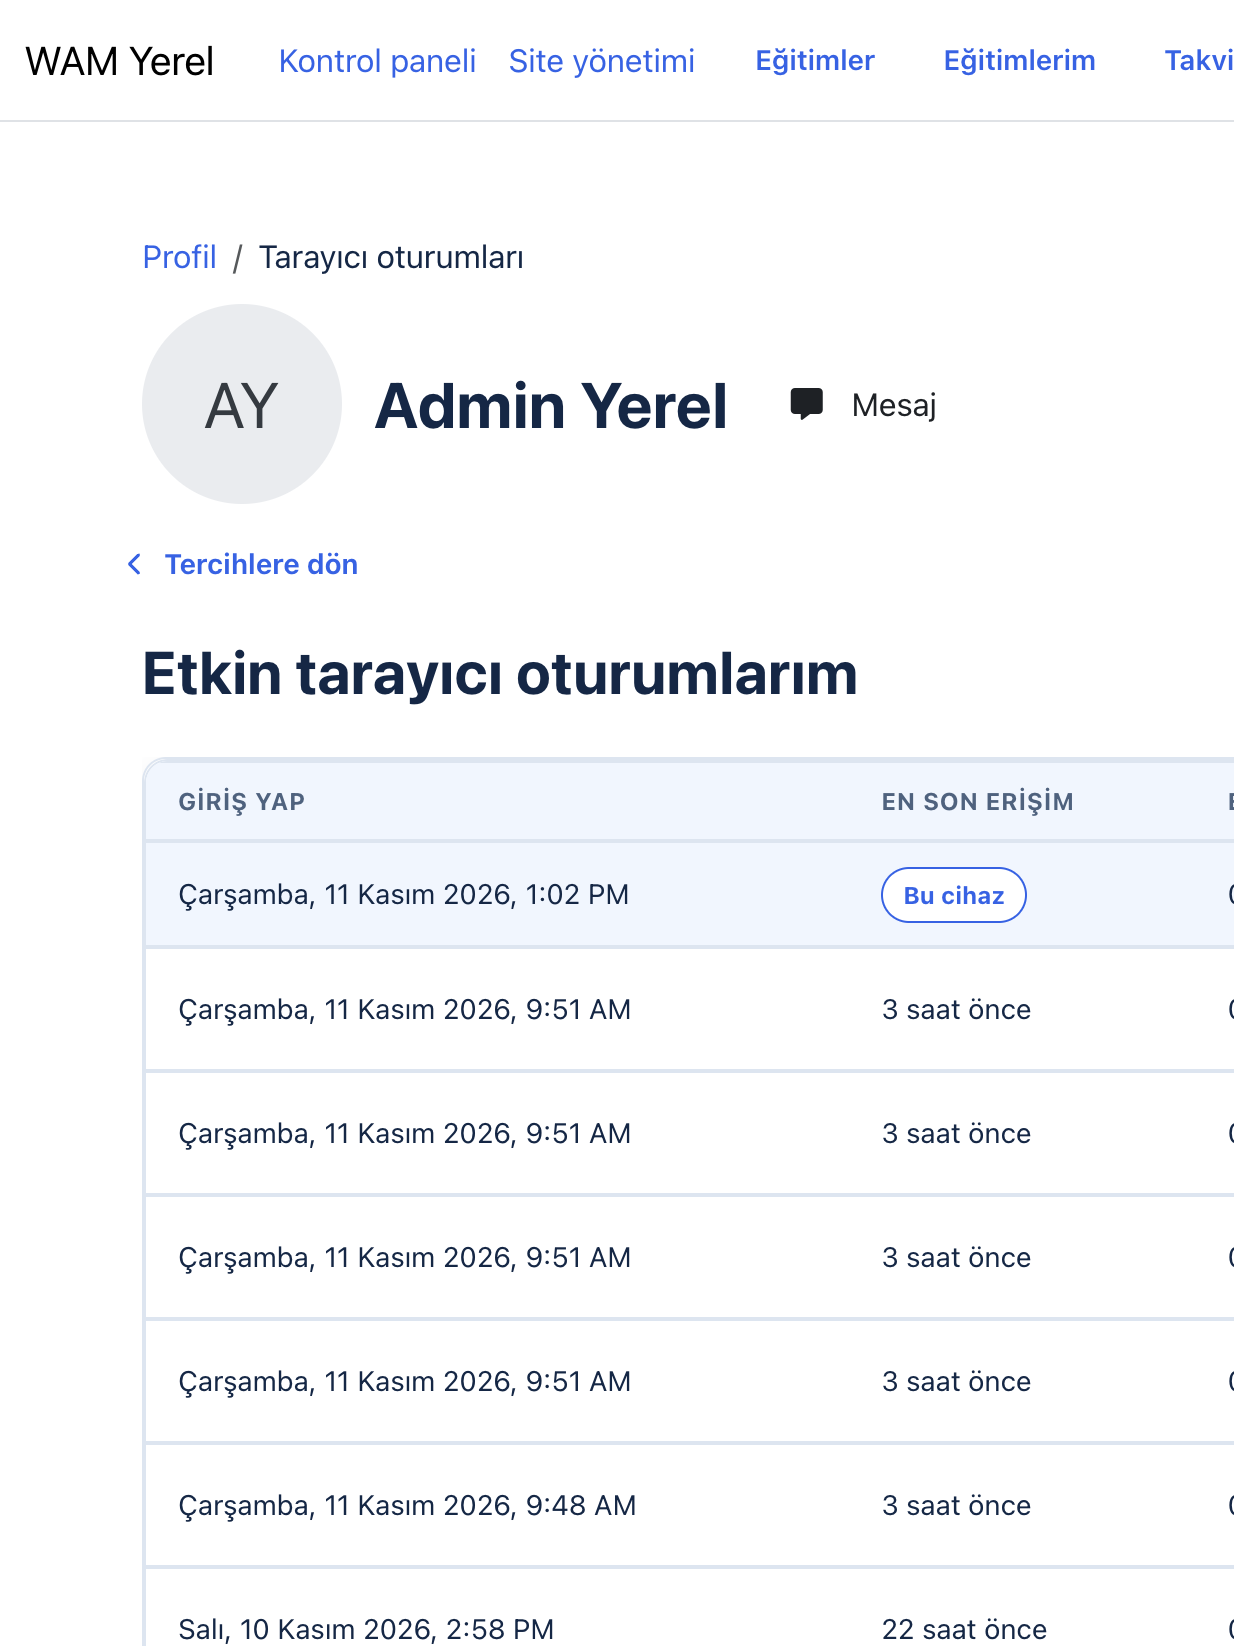 WAM Yerel Kontrol paneli Site yönetimi Eğitimler Eğitimlerim
Profil / Tarayıcı oturumları
AY Admin Yerel Mesaj
Tercihlere dön
Etkin tarayıcı oturumlarım
GİRİŞ YAP EN SON ERİŞİM
Çarşamba, 11 Kasım 2026, 1:02 PM Bu cihaz
Çarşamba, 11 Kasım 2026, 9:51 AM 3 saat önce
Çarşamba, 11 Kasım 2026, 9:51 AM 3 saat önce
Çarşamba, 11 Kasım 2026, 9:51 AM 3 saat önce
Çarşamba, 11 Kasım 2026, 9:51 AM 3 saat önce
Çarşamba, 11 Kasım 2026, 9:48 AM 3 saat önce
Salı, 10 Kasım 2026, 2:58 PM 22 saat önce